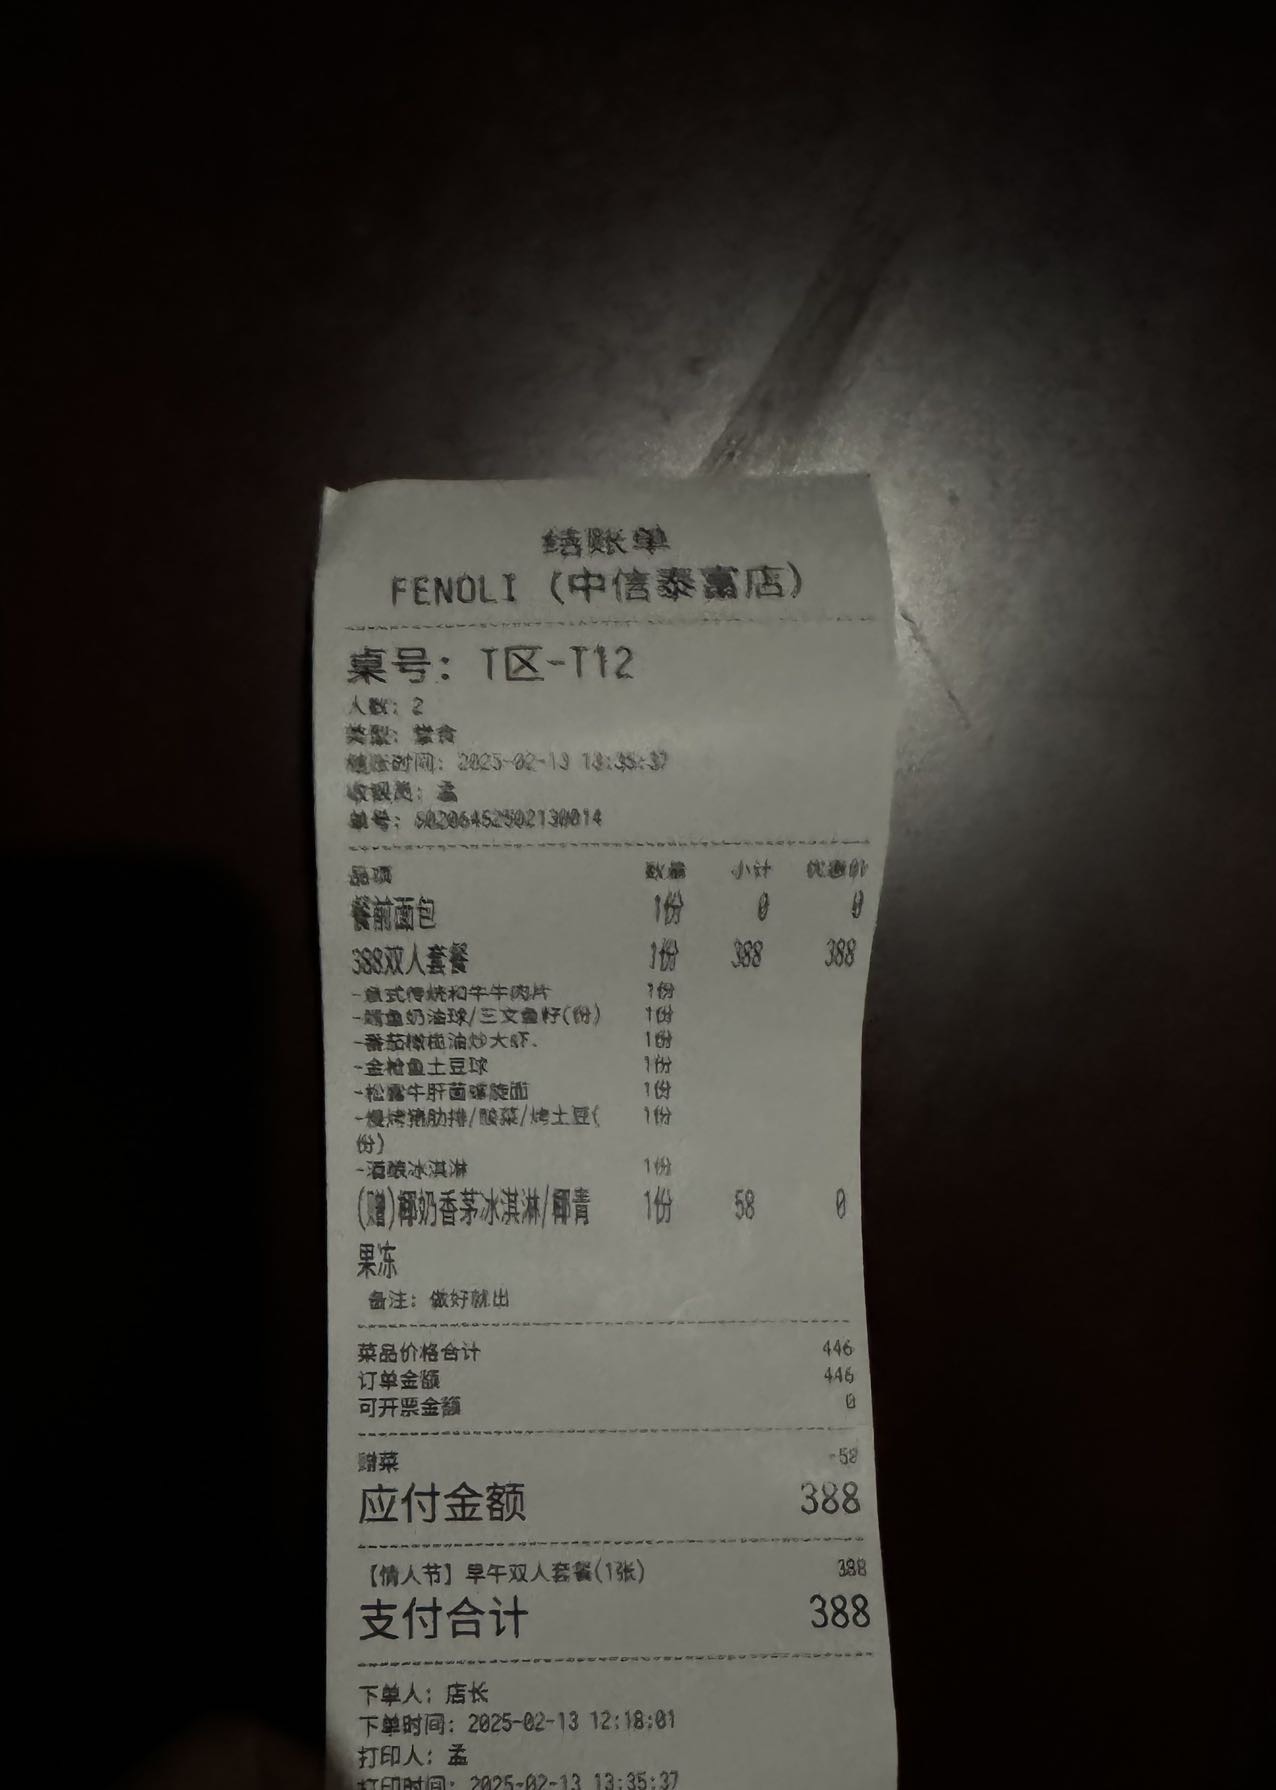 结账单
FENOLI (中信泰富店)
桌号: T区-T12
人数: 2
类型: 堂食
结账时间: 2025-02-13 13:35:37
收银员: 孟
单号:
品项 数量 小计 优惠价
餐前面包 1份 0 0
388双人套餐 1份 388 388
-意式传统和牛牛肉片 1份
-鳕鱼奶油球/三文鱼籽(份) 1份
-番茄橄榄油炒大虾. 1份
-金枪鱼土豆球 1份
-松露牛肝菌螺旋面 1份
-慢烤猪肋排/酸菜/烤土豆( 1份
份)
-酒酿冰淇淋 1份
(赠)椰奶香茅冰淇淋/椰青 1份 58 0
果冻
备注: 做好就出
菜品价格合计 446
订单金额 446
可开票金额 0
赠菜 -58
应付金额 388
【情人节】早午双人套餐(1张) 388
支付合计 388
下单人: 店长
下单时间: 2025-02-13 12:18:01
打印人: 孟
打印时间: 2025-02-13 13:35:37